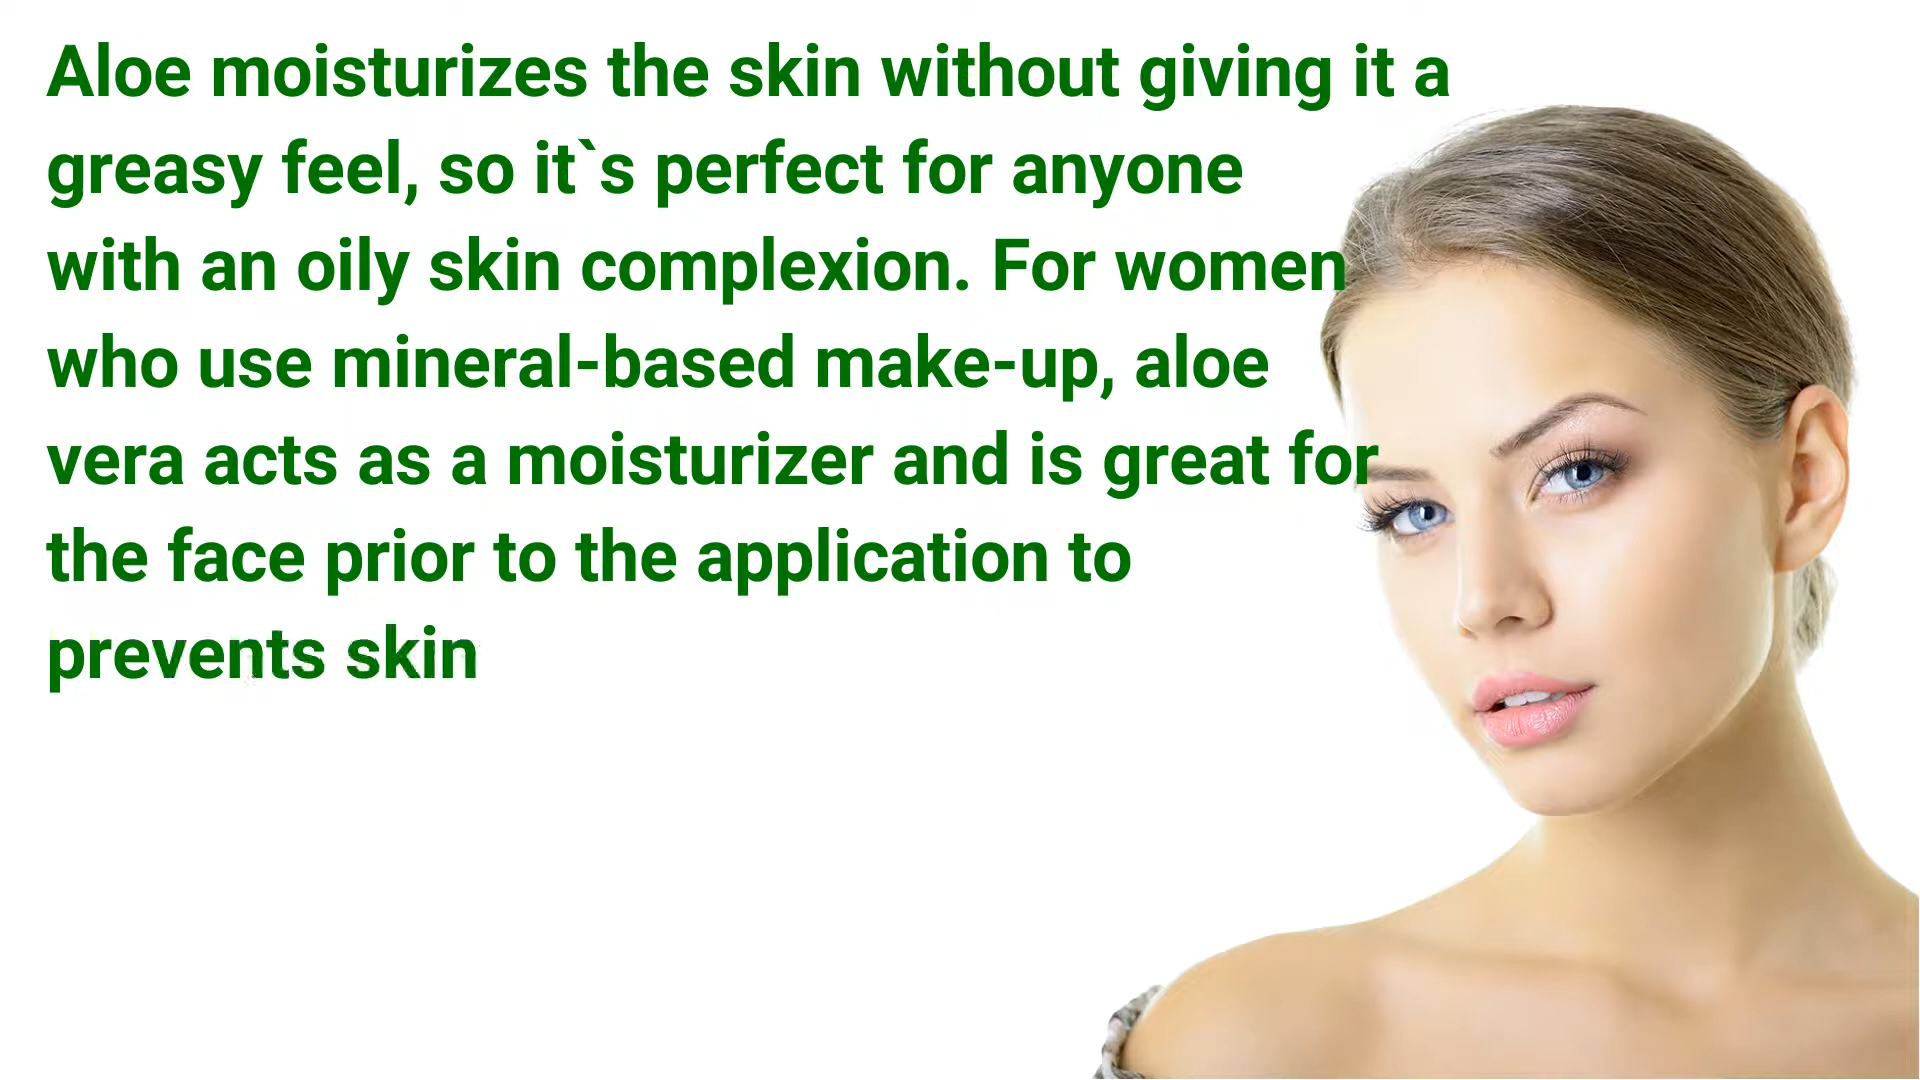 Aloe moisturizes the skin without giving it a
greasy feel, so it`s perfect for anyone
with an oily skin complexion. For women
who use mineral-based make-up, aloe
vera acts as a moisturizer and is great for
the face prior to the application to
prevents skin